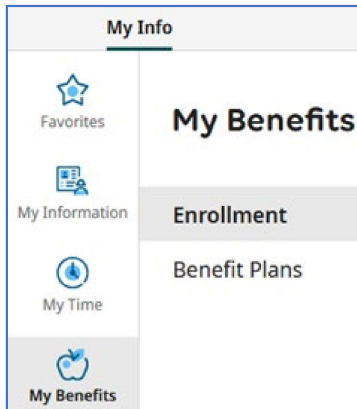 My Info
Favorites
My Information
My Time
My Benefits
My Benefits
Enrollment
Benefit Plans